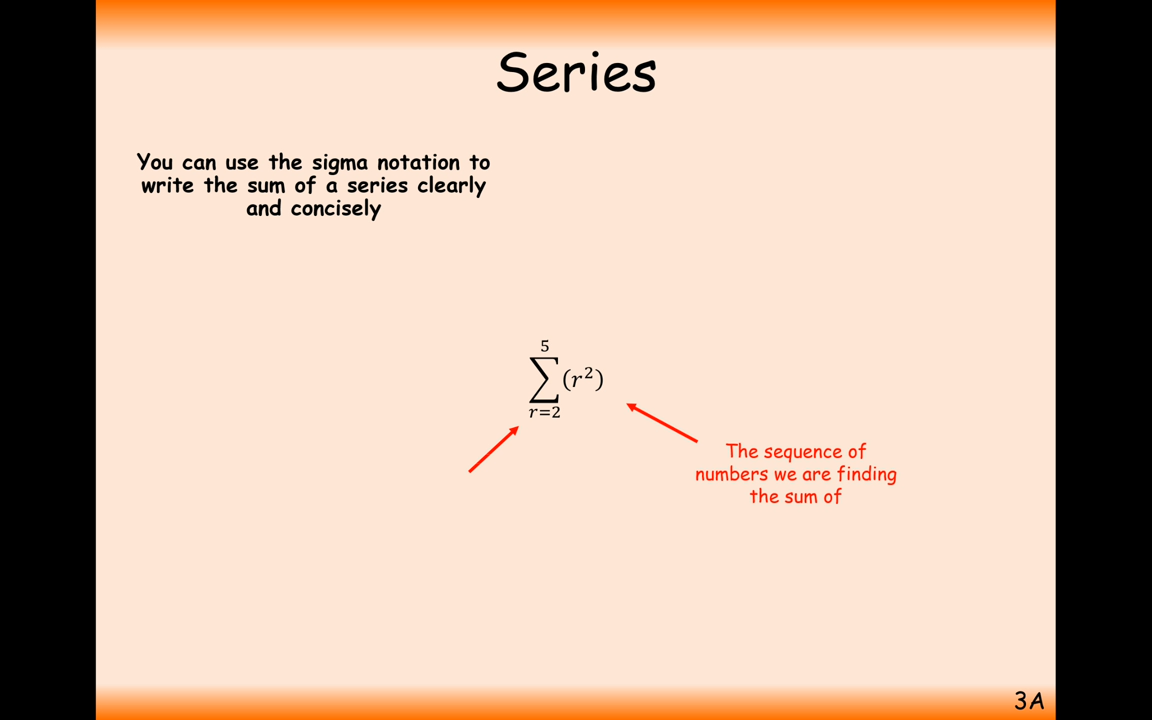 Series
You can use the sigma notation to
write the sum of a series clearly
and concisely
5
∑(r²)
r=2
The sequence of
numbers we are finding
the sum of
3A